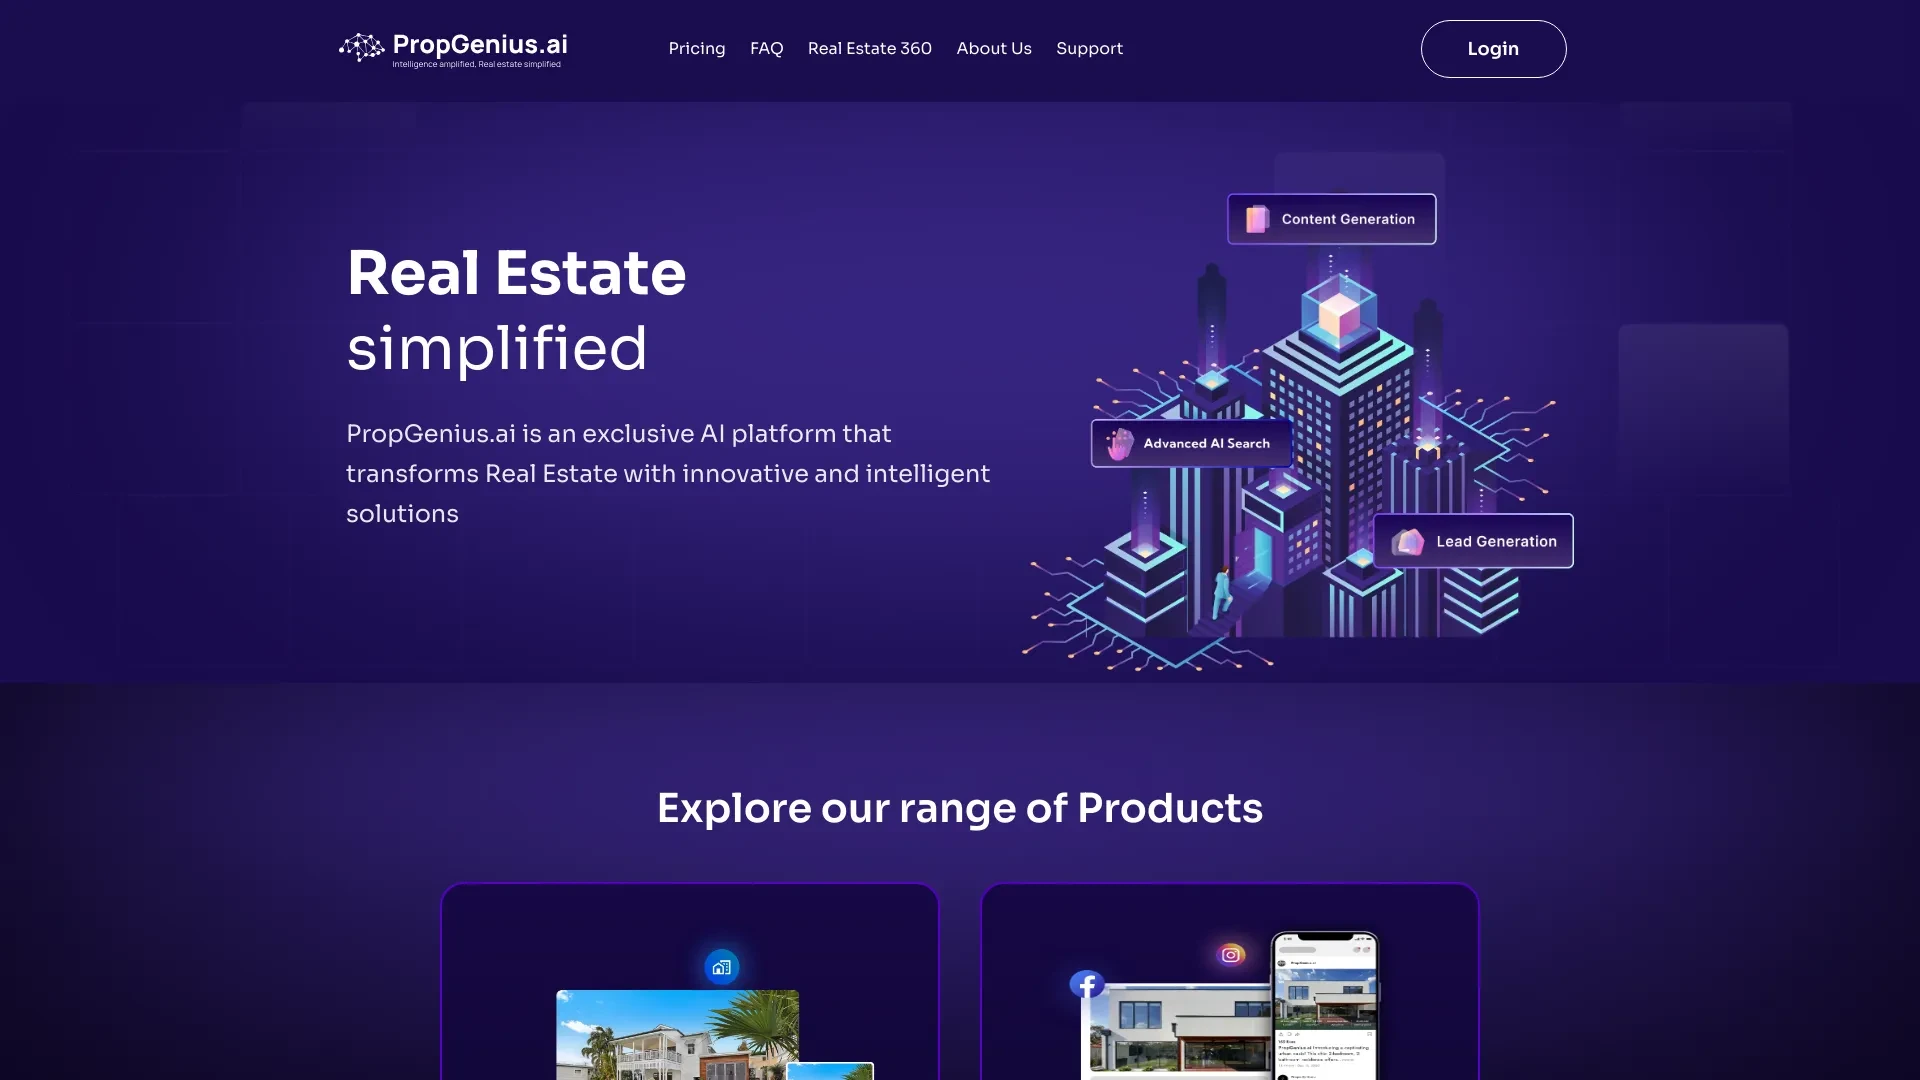 PropGenius.ai
Intelligence amplified. Real estate simplified
Pricing FAQ Real Estate 360 About Us Support
Login
Content Generation
Real Estate
simplified
PropGenius.ai is an exclusive AI platform that
transforms Real Estate with innovative and intelligent
solutions
Advanced AI Search
Lead Generation
Explore our range of Products